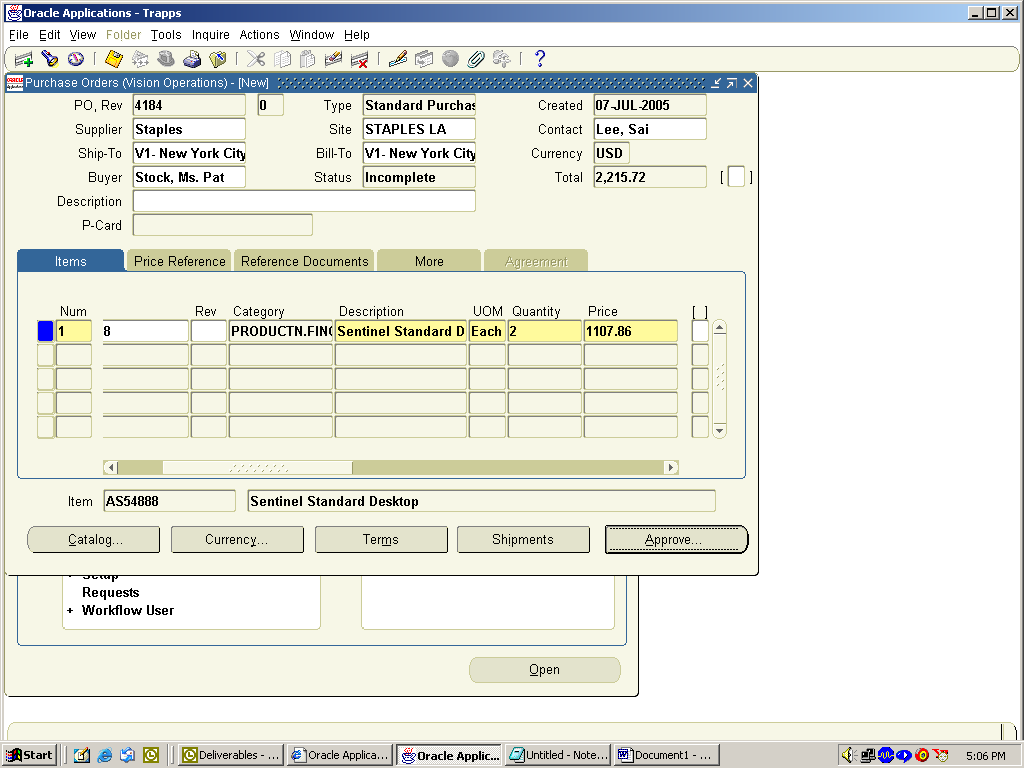 Oracle Applications - Trapps
File Edit View Folder Tools Inquire Actions Window Help
Purchase Orders (Vision Operations) - [New]
PO, Rev 4184 0 Type Standard Purchas Created 07-JUL-2005
Supplier Staples Site STAPLES LA Contact Lee, Sai
Ship-To V1- New York City Bill-To V1- New York City Currency USD
Buyer Stock, Ms. Pat Status Incomplete Total 2,215.72 [ ]
Description
P-Card
Items Price Reference Reference Documents More Agreement
Num Rev Category Description UOM Quantity Price [ ]
1 8 PRODUCTN.FIN Sentinel Standard D Each 2 1107.86
Item AS54888 Sentinel Standard Desktop
Catalog... Currency... Terms Shipments Approve...
Setup
Requests
+ Workflow User
Open
Start Deliverables - ... Oracle Applica... Oracle Applic... Untitled - Note... Document1 - ... 5:06 PM